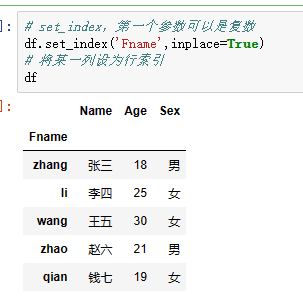 ]: # set_index, 第一个参数可以是复数
df.set_index('Fname',inplace=True)
# 将某一列设为行索引
df
]:
Name Age Sex
Fname
zhang 张三 18 男
li 李四 25 女
wang 王五 30 女
zhao 赵六 21 男
qian 钱七 19 女